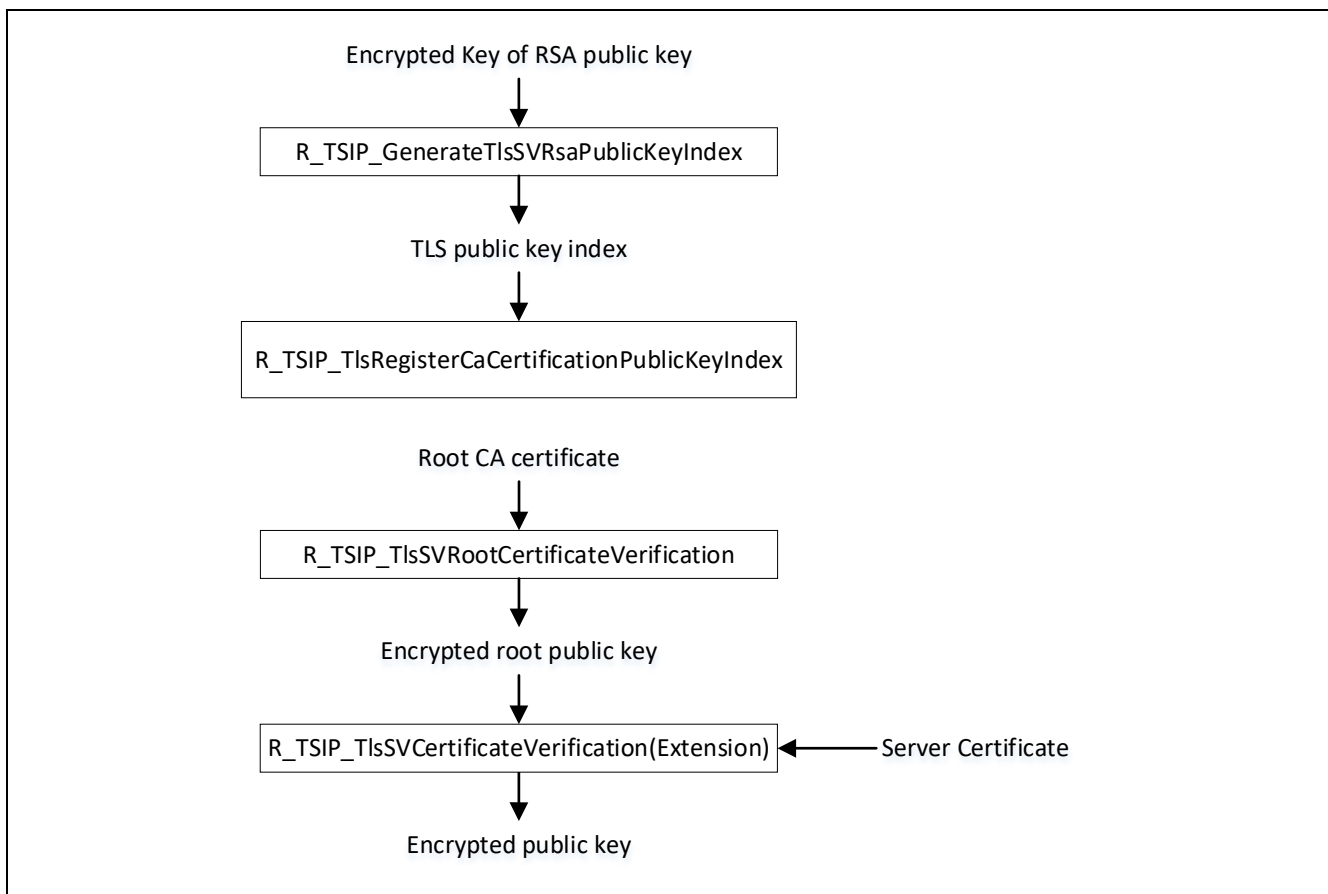 Encrypted Key of RSA public key
R_TSIP_GenerateTlsSVRsaPublicKeyIndex
TLS public key index
R_TSIP_TlsRegisterCaCertificationPublicKeyIndex
Root CA certificate
R_TSIP_TlsSVRootCertificateVerification
Encrypted root public key
R_TSIP_TlsSVCertificateVerification(Extension)
Server Certificate
Encrypted public key